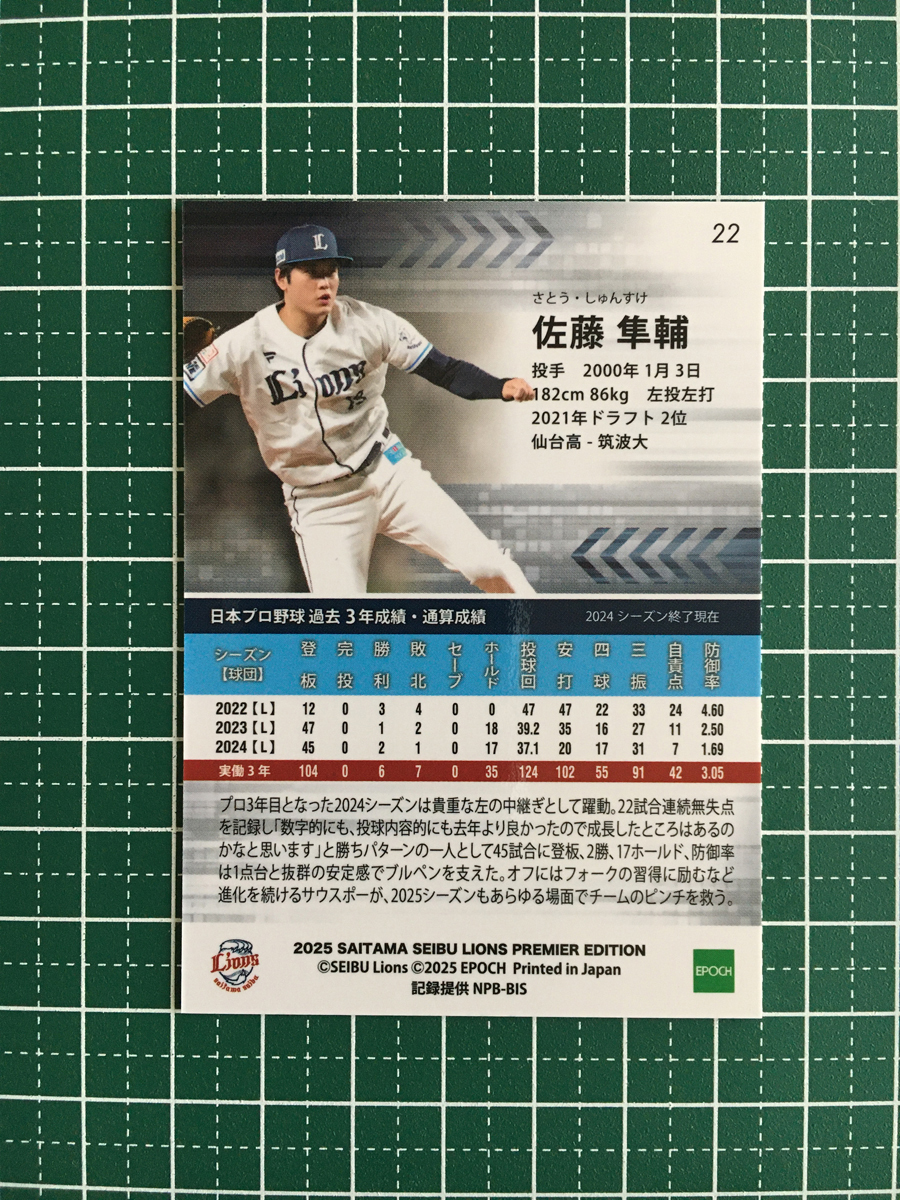 22
さとう・しゅんすけ
佐藤 隼輔
投手 2000年 1月 3日
182cm 86kg 左投左打
2021年ドラフト 2位
仙台高 - 筑波大
L
Lions
日本プロ野球 過去 3年成績・通算成績 2024 シーズン終了現在
シーズン【球団】 登板 完投 勝利 敗北 セーブ ホールド 投球回 安打 四球 三振 自責点 防御率
2022【L】 12 0 3 4 0 0 47 47 22 33 24 4.60
2023【L】 47 0 1 2 0 18 39.2 35 16 27 11 2.50
2024【L】 45 0 2 1 0 17 37.1 20 17 31 7 1.69
実働 3 年 104 0 6 7 0 35 124 102 55 91 42 3.05
プロ3年目となった2024シーズンは貴重な左の中継ぎとして躍動。22試合連続無失点
を記録し「数字的にも、投球内容的にも去年より良かったので成長したところはあるの
かなと思います」と勝ちパターンの一人として45試合に登板、2勝、17ホールド、防御率
は1点台と抜群の安定感でブルペンを支えた。オフにはフォークの習得に励むなど
進化を続けるサウスポーが、2025シーズンもあらゆる場面でチームのピンチを救う。
Lions
saitama seibu
2025 SAITAMA SEIBU LIONS PREMIER EDITION
©SEIBU Lions ©2025 EPOCH Printed in Japan
記録提供 NPB-BIS
EPOCH